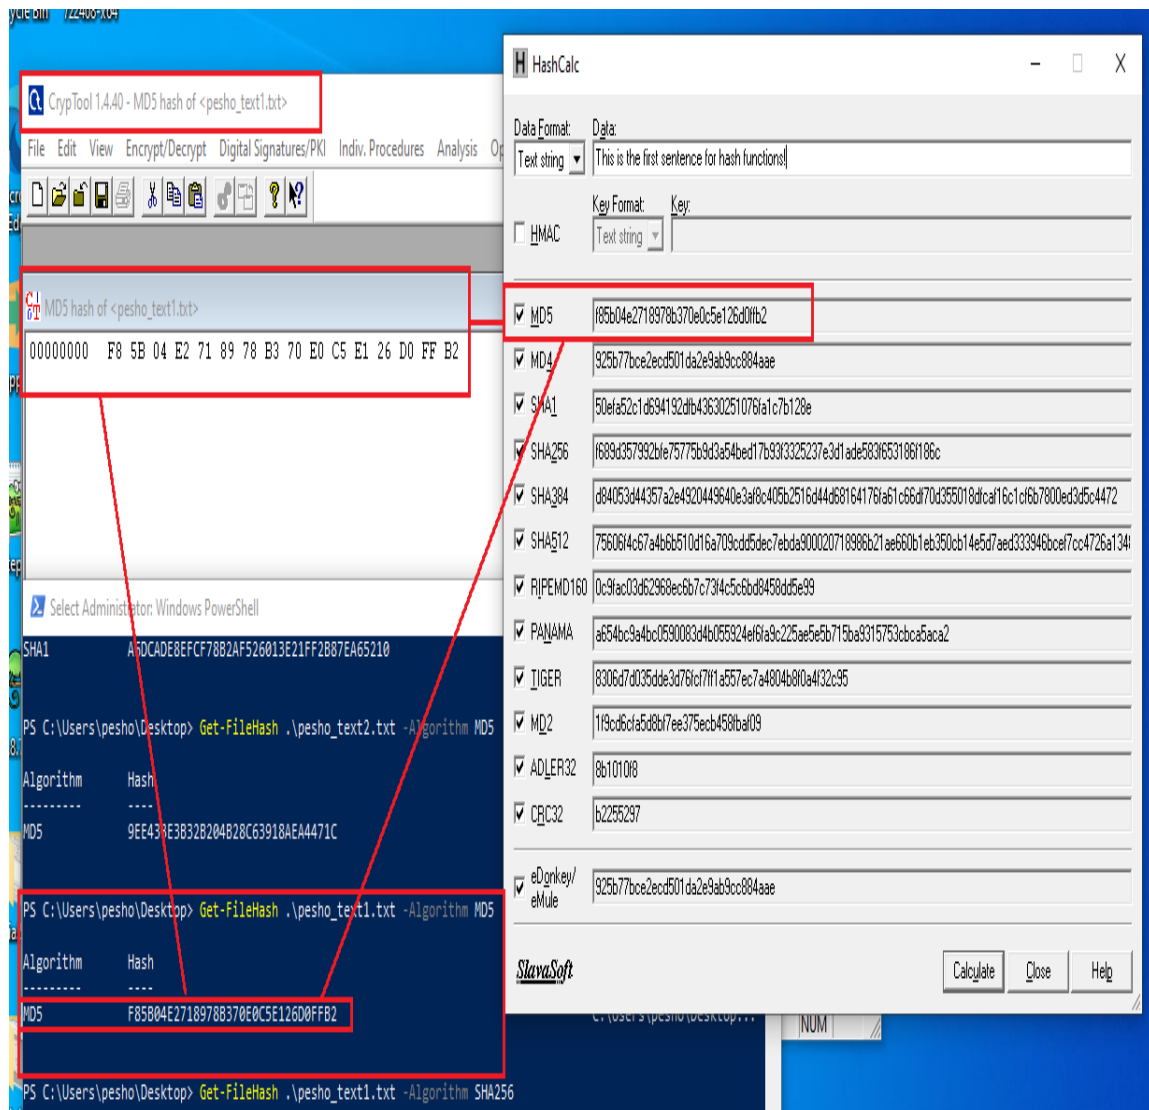 CrypTool 1.4.40 - MD5 hash of <pesho_text1.txt>
File Edit View Encrypt/Decrypt Digital Signatures/PKI Indiv. Procedures Analysis
MD5 hash of <pesho_text1.txt>
00000000 F8 5B 04 E2 71 89 78 B3 70 E0 C5 E1 26 D0 FF B2
Select Administrator: Windows PowerShell
SHA1 A5DCADE8EFCF78B2AF526013E21FF2B87EA65210
PS C:\Users\pesho\Desktop> Get-FileHash .\pesho_text2.txt -Algorithm MD5
Algorithm Hash
--------- ----
MD5
PS C:\Users\pesho\Desktop> Get-FileHash .\pesho_text1.txt -Algorithm MD5
Algorithm Hash
--------- ----
MD5 F85B04E2718978B370E0C5E126D0FFB2
C:\Users\pesho\Desktop...
PS C:\Users\pesho\Desktop> Get-FileHash .\pesho_text1.txt -Algorithm SHA256
H HashCalc
Data Format: Data:
Text string This is the first sentence for hash functions!
Key Format: Key:
HMAC Text string
MD5 f85b04e2718978b370e0c5e126d0ffb2
MD4 925b77bce2ecd501da2e9ab9cc884aae
SHA1 50efa52c1d694192dfb43630251076fa1c7b128e
SHA256 f689d357992bfe75775b9d3a54bed17b93f3325237e3d1ade583f653186f186c
SHA384 d84053d44357a2e4920449640e3af8c405b2516d44d68164176fa61c66df70d355018dfcaf16c1cf6b7800ed3d5c4472
SHA512 75606f4c67a4b6b510d16a709cdd5dec7ebda900020718986b21ae660b1eb350cb14e5d7aed333946bcef7cc4726a134
RIPEMD160 0c9fac03d62968ec6b7c73f4c5c6bd8458dd5e99
PANAMA a654bc9a4bc0590083d4b055924ef6fa9c225ae5e5b715ba9315753cbca5aca2
TIGER 8306d7d035dde3d76fcf7ff1a557ec7a4804b8f0a4f32c95
MD2 1f9cd6cfa5d8bf7ee375ecb458fbaf09
ADLER32 8b1010f8
CRC32 b2255297
eDonkey/
eMule 925b77bce2ecd501da2e9ab9cc884aae
SlavaSoft
Calculate Close Help
NUM